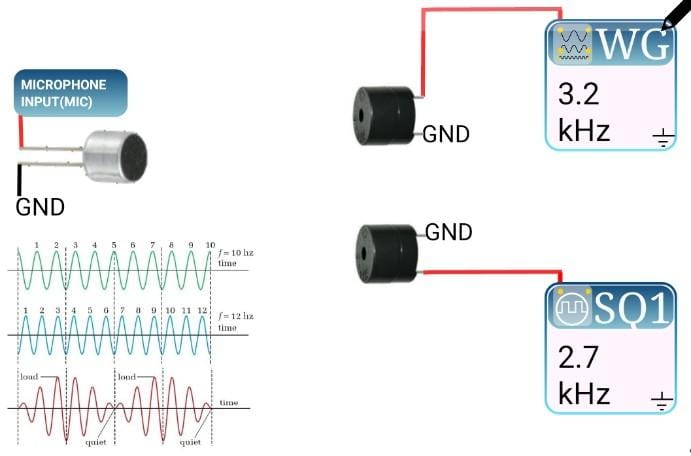 MICROPHONE
INPUT(MIC)
GND
WG
3.2
kHz
GND
GND
SQ1
2.7
kHz
1 2 3 4 5 6 7 8 9 10
f = 10 hz
time
1 2 3 4 5 6 7 8 9 10 11 12
f = 12 hz
time
loud
loud
time
quiet
quiet